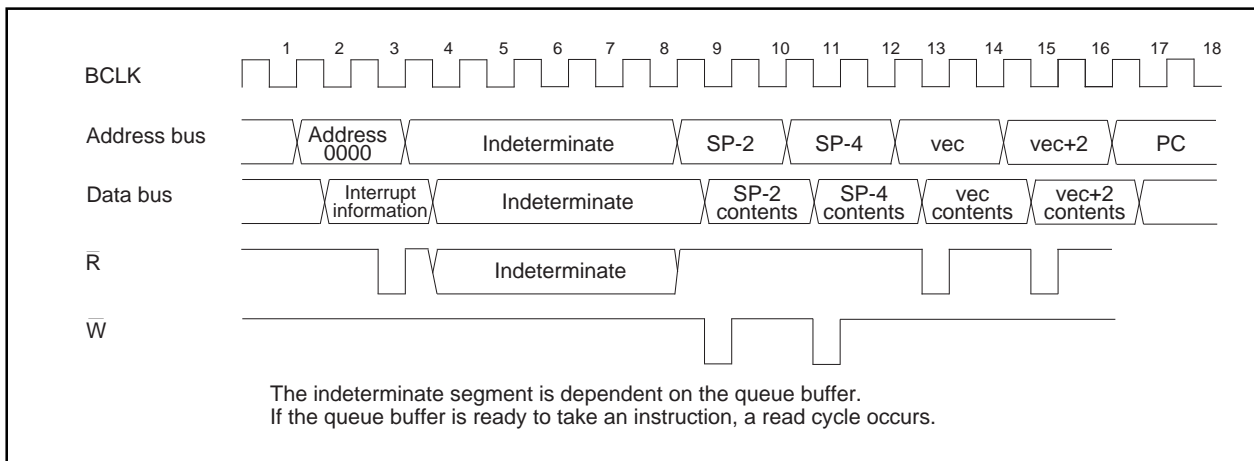 1 2 3 4 5 6 7 8 9 10 11 12 13 14 15 16 17 18
BCLK
Address bus
Address
0000
Indeterminate
SP-2
SP-4
vec
vec+2
PC
Data bus
Interrupt
information
Indeterminate
SP-2
contents
SP-4
contents
vec
contents
vec+2
contents
R̅
Indeterminate
W̅
The indeterminate segment is dependent on the queue buffer.
If the queue buffer is ready to take an instruction, a read cycle occurs.